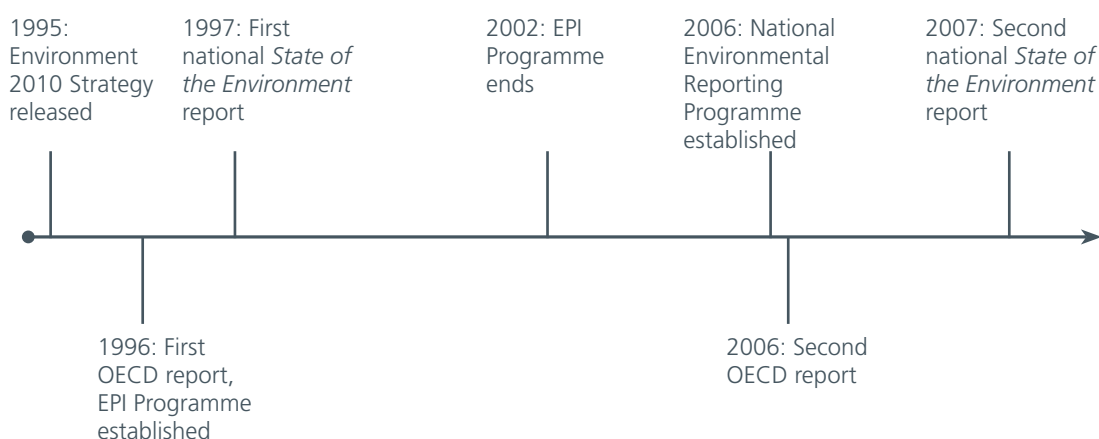 1995:
Environment
2010 Strategy
released
1997: First
national State of
the Environment
report
2002: EPI
Programme
ends
2006: National
Environmental
Reporting
Programme
established
2007: Second
national State of
the Environment
report
1996: First
OECD report,
EPI Programme
established
2006: Second
OECD report